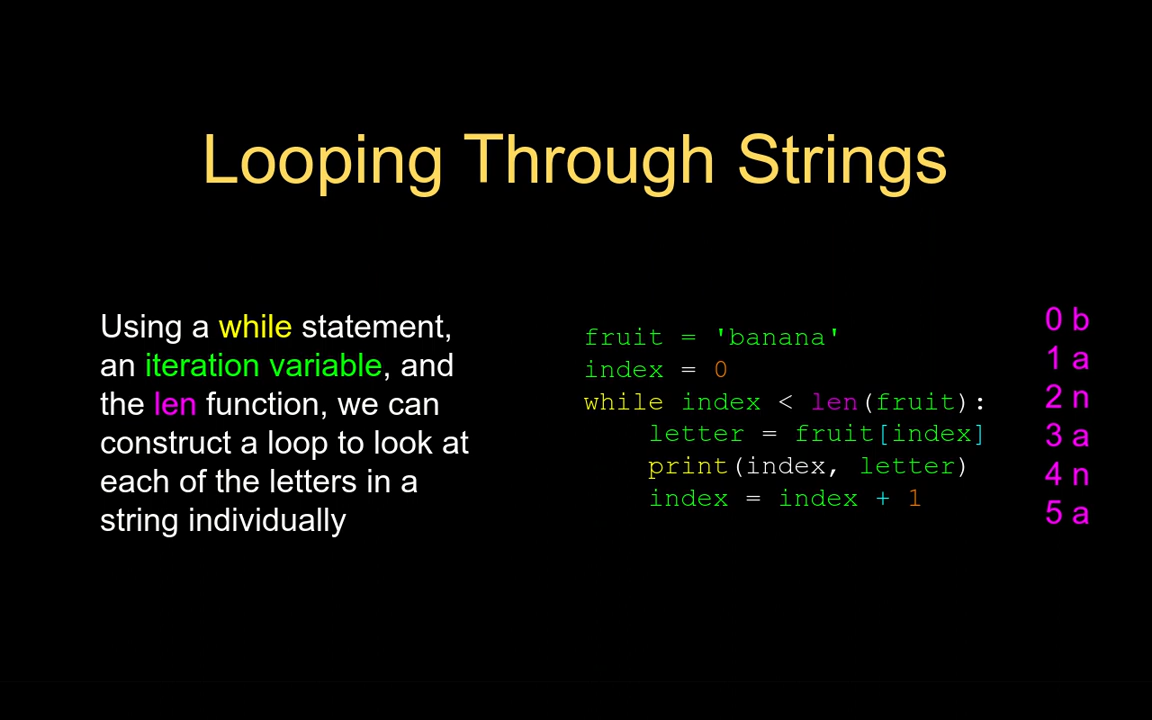 Looping Through Strings
Using a while statement,
an iteration variable, and
the len function, we can
construct a loop to look at
each of the letters in a
string individually
fruit = 'banana'
index = 0
while index < len(fruit):
    letter = fruit[index]
    print(index, letter)
    index = index + 1
0 b
1 a
2 n
3 a
4 n
5 a